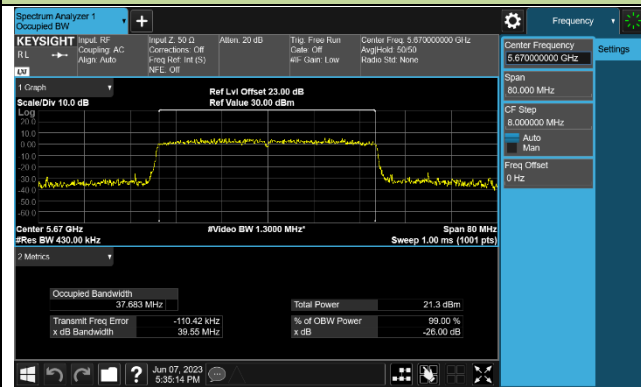 Spectrum Analyzer 1
Occupied BW
+
Frequency
KEYSIGHT
RL
LXI
Input: RF
Coupling: AC
Align: Auto
Input Z: 50 Ω
Corrections: Off
Freq Ref: Int (S)
NFE: Off
Atten: 20 dB
Trig: Free Run
Gate: Off
#IF Gain: Low
Center Freq: 5.670000000 GHz
Avg|Hold: 50/50
Radio Std: None
Center Frequency
5.670000000 GHz
Settings
Span
80.000 MHz
CF Step
8.000000 MHz
Auto
Man
Freq Offset
0 Hz
1 Graph
Scale/Div 10.0 dB
Ref Lvl Offset 23.00 dB
Ref Value 30.00 dBm
Log
20.0
10.0
0.00
-10.0
-20.0
-30.0
-40.0
-50.0
-60.0
Center 5.67 GHz
#Res BW 430.00 kHz
#Video BW 1.3000 MHz*
Span 80 MHz
Sweep 1.00 ms (1001 pts)
2 Metrics
Occupied Bandwidth
37.683 MHz
Total Power 21.3 dBm
Transmit Freq Error -110.42 kHz
% of OBW Power 99.00 %
x dB Bandwidth 39.55 MHz
x dB -26.00 dB
?
Jun 07, 2023
5:35:14 PM